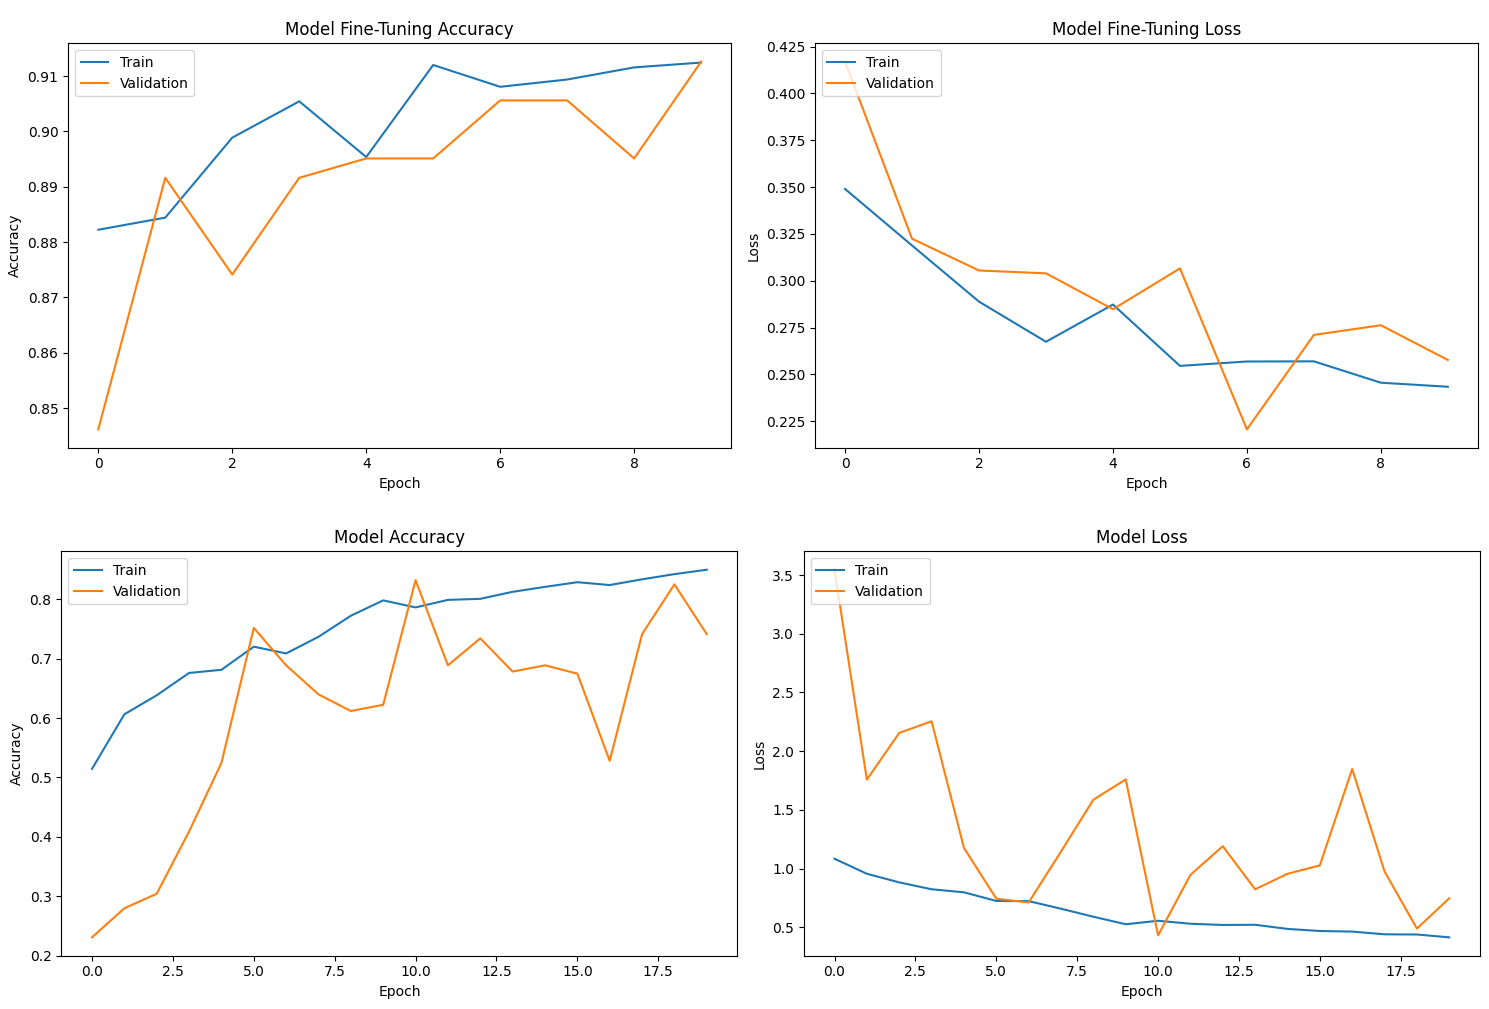 Model Fine-Tuning Accuracy
Train
Validation
0.91
0.90
0.89
0.88
0.87
0.86
0.85
Accuracy
0 2 4 6 8
Epoch
Model Fine-Tuning Loss
Train
Validation
0.425
0.400
0.375
0.350
0.325
0.300
0.275
0.250
0.225
Loss
0 2 4 6 8
Epoch
Model Accuracy
Train
Validation
0.8
0.7
0.6
0.5
0.4
0.3
0.2
Accuracy
0.0 2.5 5.0 7.5 10.0 12.5 15.0 17.5
Epoch
Model Loss
Train
Validation
3.5
3.0
2.5
2.0
1.5
1.0
0.5
Loss
0.0 2.5 5.0 7.5 10.0 12.5 15.0 17.5
Epoch